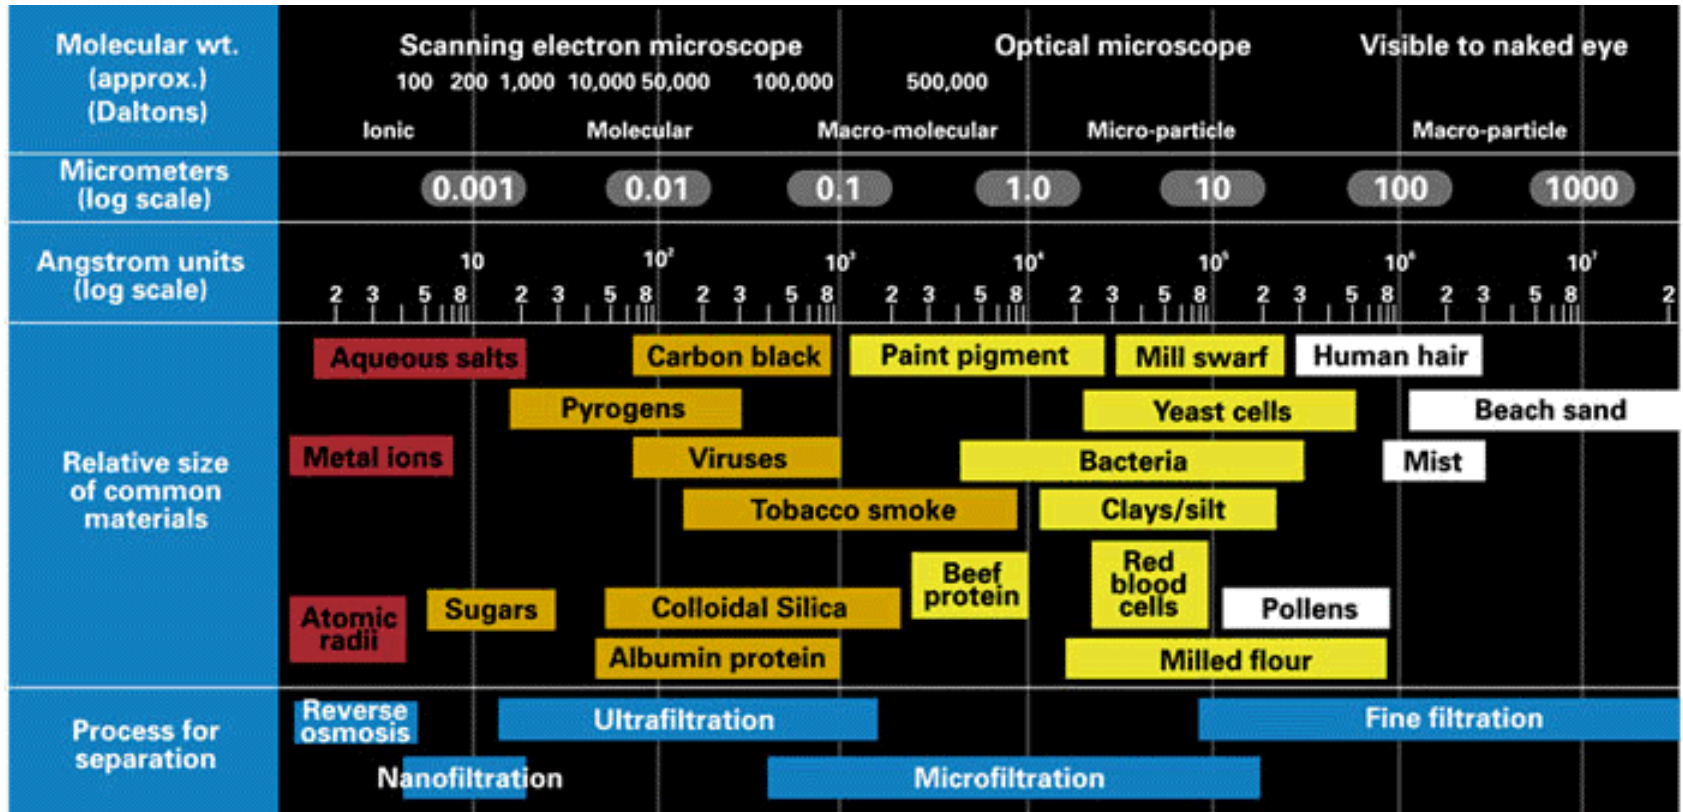 Molecular wt.
(approx.)
(Daltons)
Scanning electron microscope
Optical microscope
Visible to naked eye
100 200 1,000 10,000 50,000 100,000 500,000
Ionic Molecular Macro-molecular Micro-particle Macro-particle
Micrometers
(log scale)
0.001 0.01 0.1 1.0 10 100 1000
Angstrom units
(log scale)
10 10² 10³ 10⁴ 10⁵ 10⁶ 10⁷
2 3 5 8 2 3 5 8 2 3 5 8 2 3 5 8 2 3 5 8 2 3 5 8 2 3 5 8 2
Relative size
of common
materials
Aqueous salts Carbon black Paint pigment Mill swarf Human hair
Pyrogens Yeast cells Beach sand
Metal ions Viruses Bacteria Mist
Tobacco smoke Clays/silt
Beef
protein
Red
blood
cells
Atomic
radii
Sugars Colloidal Silica Pollens
Albumin protein Milled flour
Process for
separation
Reverse
osmosis
Ultrafiltration Fine filtration
Nanofiltration Microfiltration